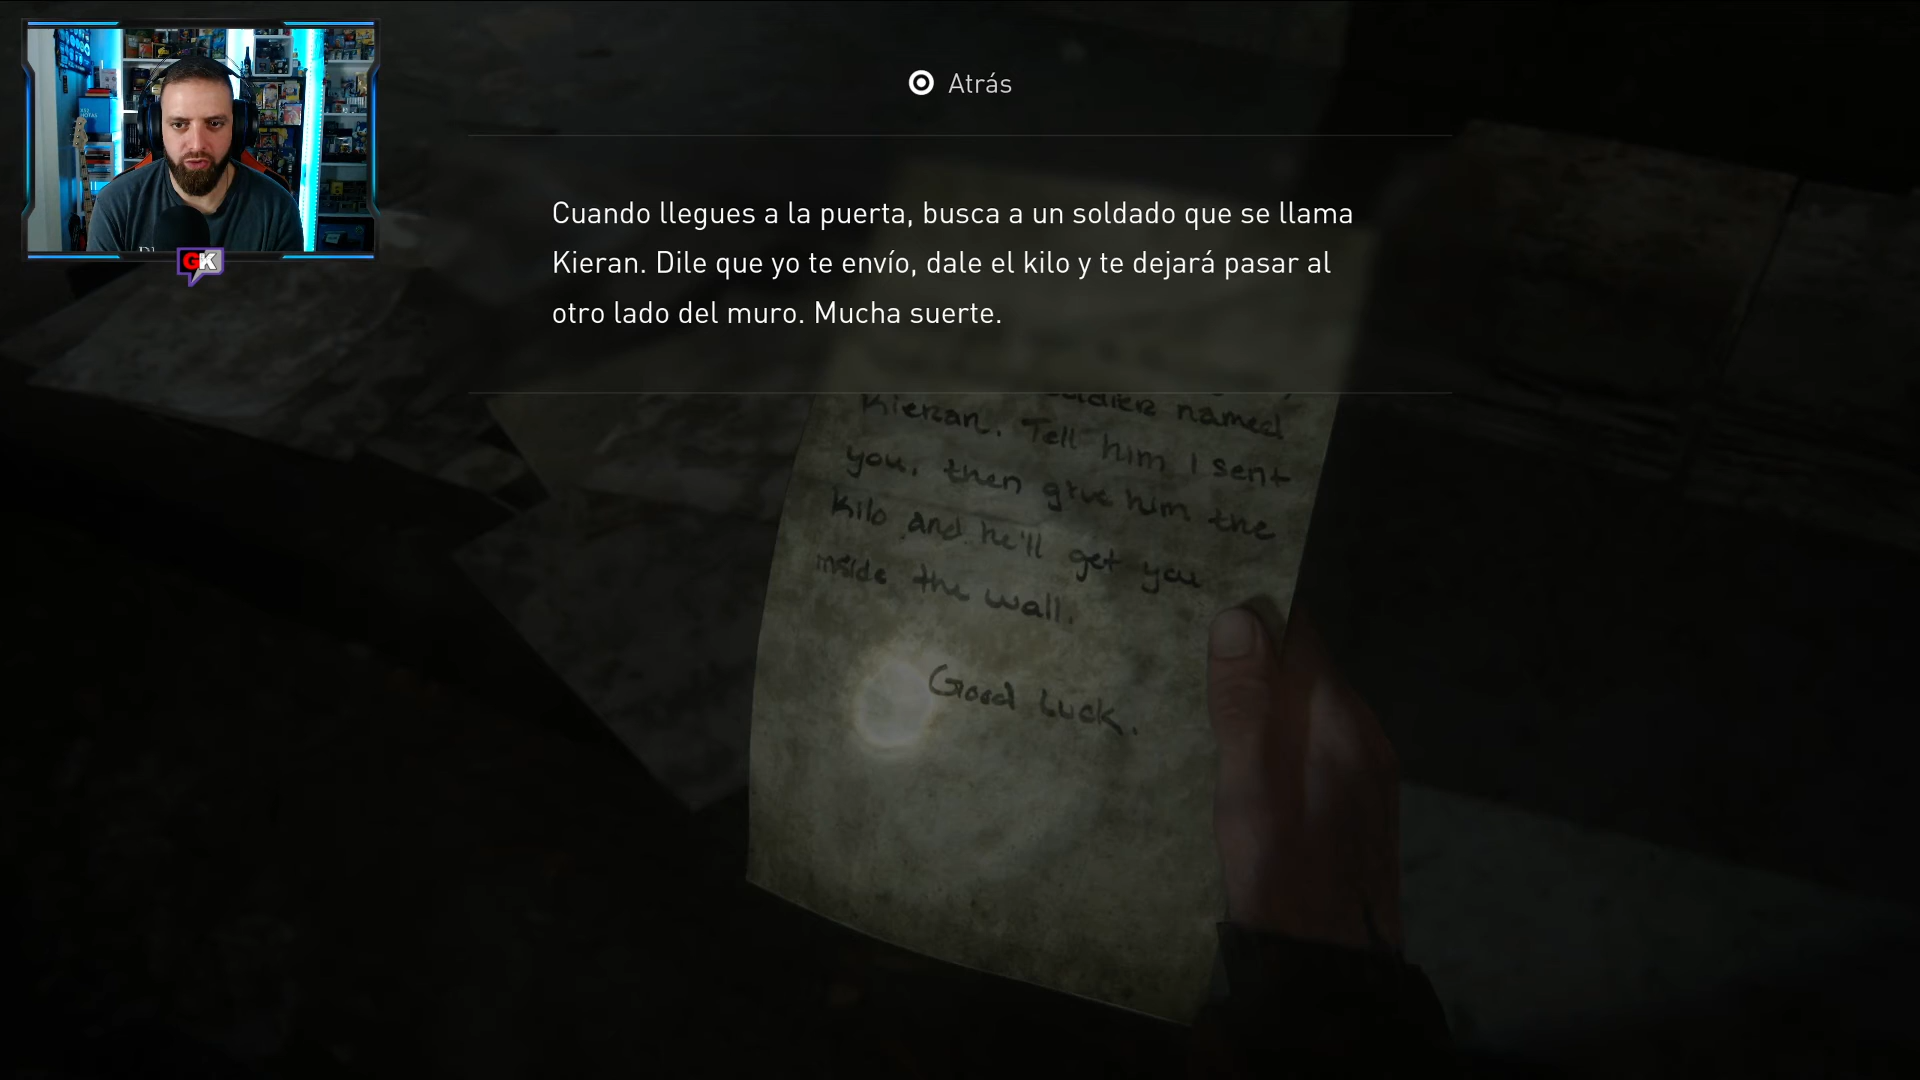 Atrás
Cuando llegues a la puerta, busca a un soldado que se llama
Kieran. Dile que yo te envío, dale el kilo y te dejará pasar al
otro lado del muro. Mucha suerte.
named
Kieran. Tell him I sent
you, then give him the
Kilo and he'll get you
inside the wall.
Good Luck.
GK